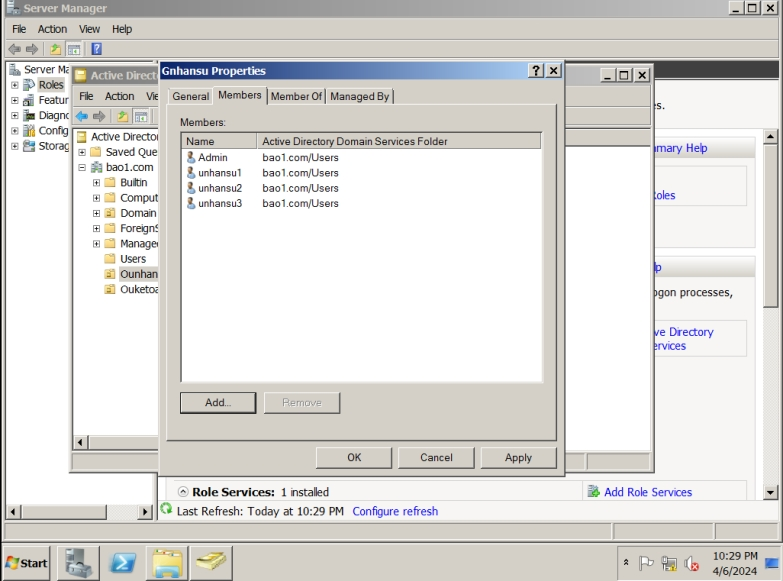 Server Manager
File Action View Help
Server Ma
Roles
Featur
Diagno
Config
Storag
Active Direct
File Action Vie
Active Directo
Saved Que
bao1.com
Builtin
Comput
Domain
ForeignS
Managed
Users
Ounhan
Ouketoa
Gnhansu Properties
General Members Member Of Managed By
Members:
Name Active Directory Domain Services Folder
Admin bao1.com/Users
unhansu1 bao1.com/Users
unhansu2 bao1.com/Users
unhansu3 bao1.com/Users
Add... Remove
OK Cancel Apply
es.
mmary Help
Roles
lp
ogon processes,
ve Directory
ervices
Role Services: 1 installed
Add Role Services
Last Refresh: Today at 10:29 PM Configure refresh
Start
10:29 PM
4/6/2024